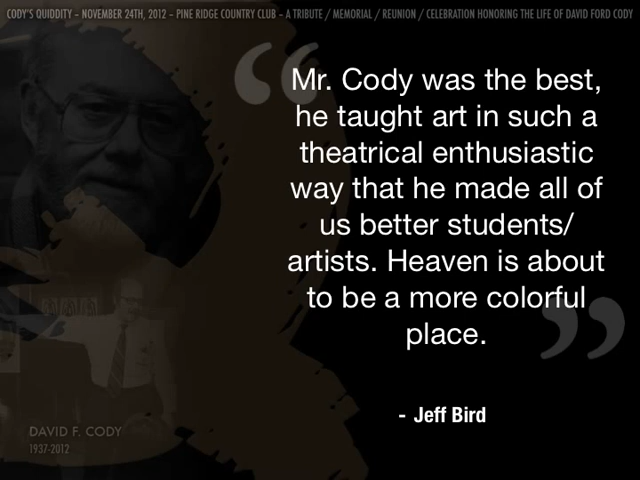 CODY'S QUIDDITY - NOVEMBER 24TH, 2012 - PINE RIDGE COUNTRY CLUB - A TRIBUTE / MEMORIAL / REUNION / CELEBRATION HONORING THE LIFE OF DAVID FORD CODY
“
Mr. Cody was the best,
he taught art in such a
theatrical enthusiastic
way that he made all of
us better students/
artists. Heaven is about
to be a more colorful
place.
”
- Jeff Bird
DAVID F. CODY
1937-2012